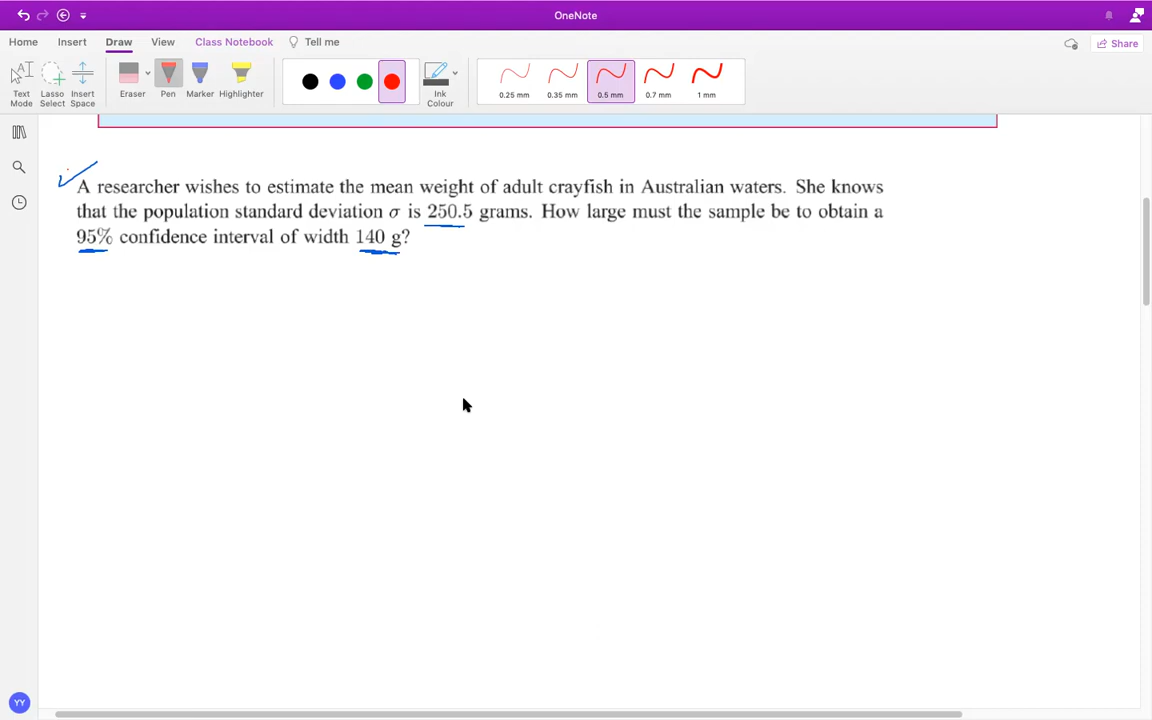 OneNote
Home Insert Draw View Class Notebook Tell me
Share
Text Mode
Lasso Select
Insert Space
Eraser
Pen
Marker
Highlighter
Ink Colour
0.25 mm
0.35 mm
0.5 mm
0.7 mm
1 mm
A researcher wishes to estimate the mean weight of adult crayfish in Australian waters. She knows
that the population standard deviation σ is 250.5 grams. How large must the sample be to obtain a
95% confidence interval of width 140 g?
YY